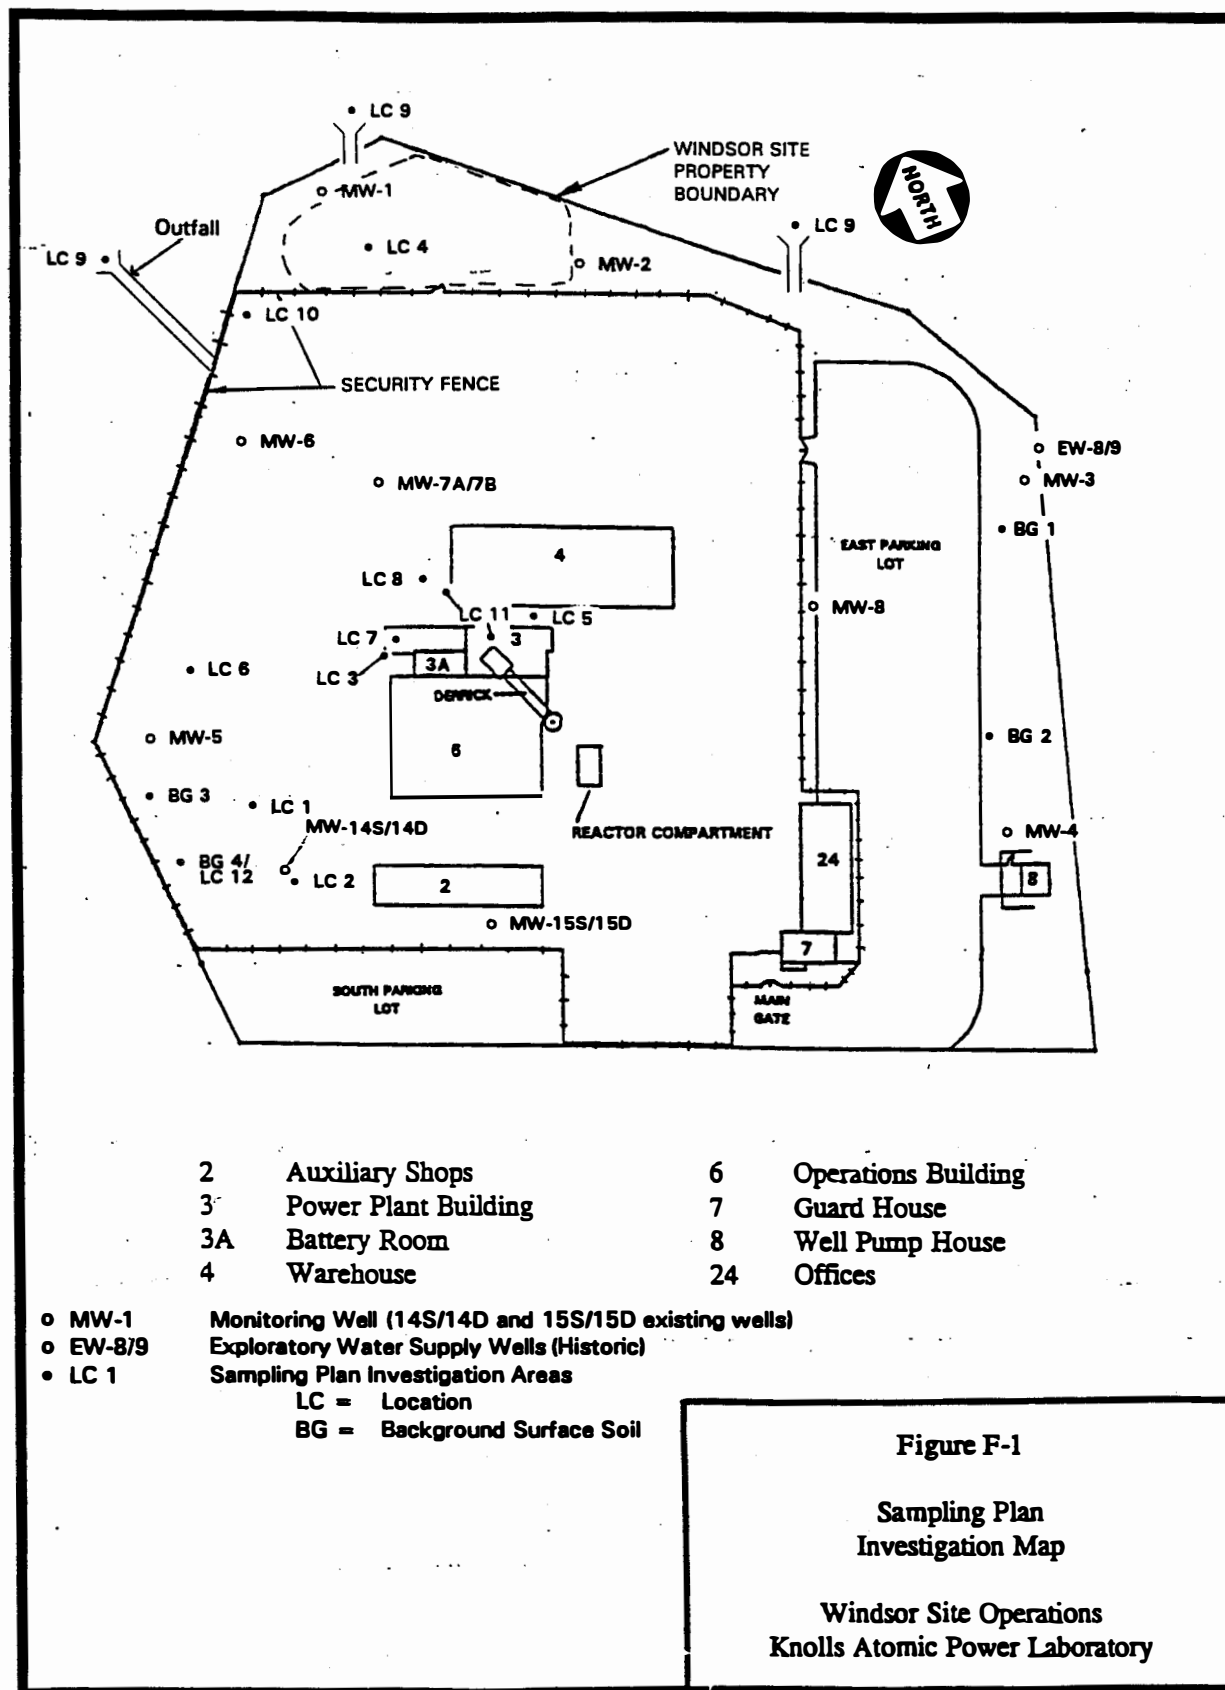 LC 9
WINDSOR SITE
PROPERTY
BOUNDARY
NORTH
MW-1
Outfall
LC 9
LC 4
LC 9
MW-2
LC 10
SECURITY FENCE
MW-6
EW-8/9
MW-7A/7B
MW-3
BG 1
4
EAST PARKING
LOT
LC 8
MW-8
LC 11
LC 5
LC 7
3
3A
LC 6
LC 3
DERRICK
MW-5
6
BG 2
BG 3
LC 1
MW-14S/14D
REACTOR COMPARTMENT
MW-4
BG 4/
LC 12
LC 2
2
24
8
MW-15S/15D
7
SOUTH PARKING
LOT
MAIN
GATE
2 Auxiliary Shops
3 Power Plant Building
3A Battery Room
4 Warehouse
6 Operations Building
7 Guard House
8 Well Pump House
24 Offices
MW-1 Monitoring Well (14S/14D and 15S/15D existing wells)
EW-8/9 Exploratory Water Supply Wells (Historic)
LC 1 Sampling Plan Investigation Areas
LC = Location
BG = Background Surface Soil
Figure F-1
Sampling Plan
Investigation Map
Windsor Site Operations
Knolls Atomic Power Laboratory